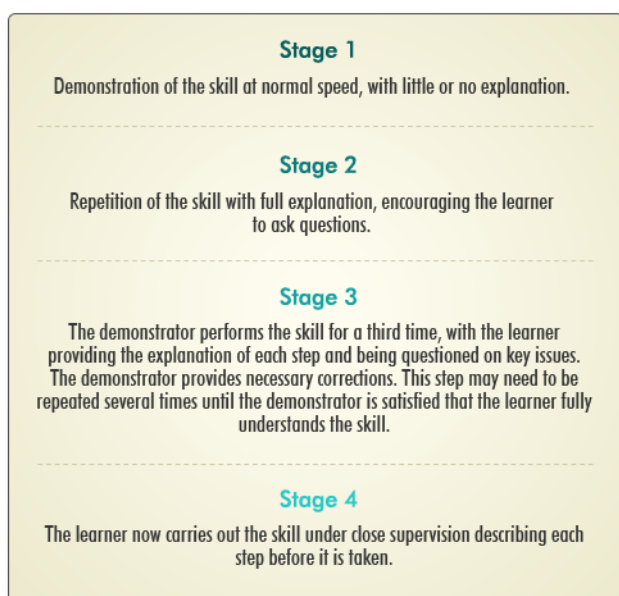 Stage 1
Demonstration of the skill at normal speed, with little or no explanation.
Stage 2
Repetition of the skill with full explanation, encouraging the learner
to ask questions.
Stage 3
The demonstrator performs the skill for a third time, with the learner
providing the explanation of each step and being questioned on key issues.
The demonstrator provides necessary corrections. This step may need to be
repeated several times until the demonstrator is satisfied that the learner fully
understands the skill.
Stage 4
The learner now carries out the skill under close supervision describing each
step before it is taken.